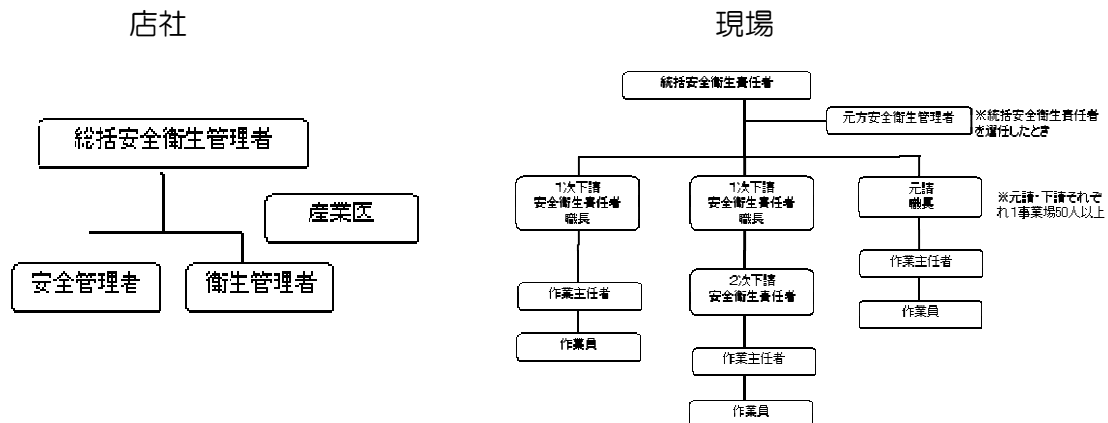 店社
現場
総括安全衛生管理者
産業医
安全管理者
衛生管理者
統括安全衛生責任者
元方安全衛生管理者
※統括安全衛生責任者
を選任したとき
1次下請
安全衛生責任者
職長
作業主任者
作業員
1次下請
安全衛生責任者
職長
2次下請
安全衛生責任者
作業主任者
作業員
元請
職長
作業主任者
作業員
※元請・下請それぞ
れ1事業場50人以上